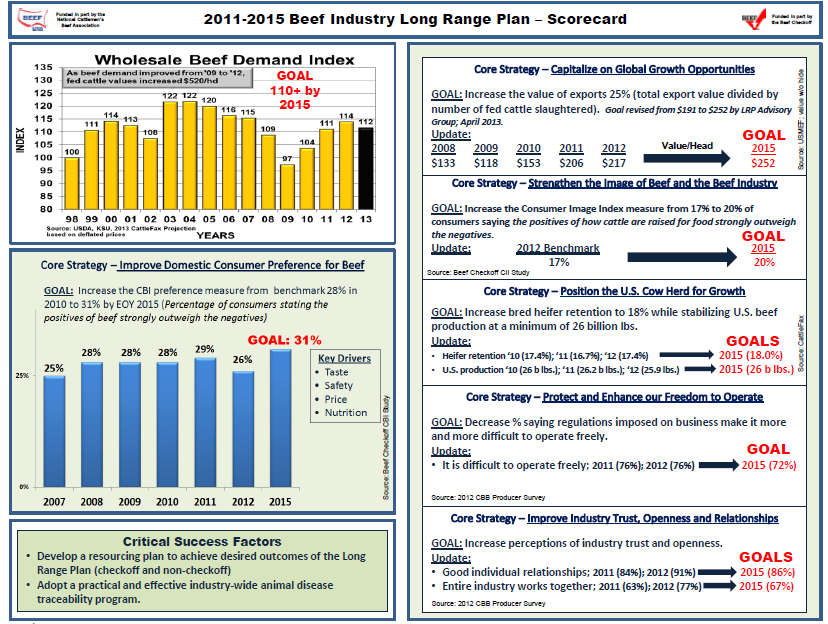 BEEF
USA
Funded in part by
the National Cattlemen's
Beef Association
2011-2015 Beef Industry Long Range Plan – Scorecard
Funded in part by
the Beef Checkoff
Wholesale Beef Demand Index
As beef demand improved from '09 to '12,
fed cattle values increased $520/hd
GOAL
110+ by
2015
INDEX
135
130
125
120
115
110
105
100
95
90
85
80
100
111
114
113
108
122
122
120
116
115
109
97
104
111
114
112
98 99 00 01 02 03 04 05 06 07 08 09 10 11 12 13
Source: USDA, KSU, 2013 CattleFax Projection
based on deflated prices
YEARS
Core Strategy – Improve Domestic Consumer Preference for Beef
GOAL: Increase the CBI preference measure from benchmark 28% in
2010 to 31% by EOY 2015 (Percentage of consumers stating the
positives of beef strongly outweigh the negatives)
GOAL: 31%
25%
28%
28%
28%
29%
26%
25%
0%
2007 2008 2009 2010 2011 2012 2015
Key Drivers
• Taste
• Safety
• Price
• Nutrition
Source: Beef Checkoff CBI Study
Critical Success Factors
• Develop a resourcing plan to achieve desired outcomes of the Long
Range Plan (checkoff and non-checkoff)
• Adopt a practical and effective industry-wide animal disease
traceability program.
Core Strategy – Capitalize on Global Growth Opportunities
GOAL: Increase the value of exports 25% (total export value divided by
number of fed cattle slaughtered). Goal revised from $191 to $252 by LRP Advisory
Group; April 2013.
Update:
2008 2009 2010 2011 2012
$133 $118 $153 $206 $217
Value/Head
GOAL
2015
$252
Source: USMEF, value w/o hide
Core Strategy – Strengthen the Image of Beef and the Beef Industry
GOAL: Increase the Consumer Image Index measure from 17% to 20% of
consumers saying the positives of how cattle are raised for food strongly outweigh
the negatives.
Update:
2012 Benchmark
17%
GOAL
2015
20%
Source: Beef Checkoff CII Study
Core Strategy – Position the U.S. Cow Herd for Growth
GOAL: Increase bred heifer retention to 18% while stabilizing U.S. beef
production at a minimum of 26 billion lbs.
Update:
GOALS
• Heifer retention '10 (17.4%); '11 (16.7%); '12 (17.4%)
2015 (18.0%)
• U.S. production '10 (26 b lbs.); '11 (26.2 b lbs.); '12 (25.9 lbs.)
2015 (26 b lbs.)
Source: CattleFax
Core Strategy – Protect and Enhance our Freedom to Operate
GOAL: Decrease % saying regulations imposed on business make it more
and more difficult to operate freely.
Update:
GOAL
• It is difficult to operate freely; 2011 (76%); 2012 (76%)
2015 (72%)
Source: 2012 CBB Producer Survey
Core Strategy – Improve Industry Trust, Openness and Relationships
GOAL: Increase perceptions of industry trust and openness.
Update:
GOALS
• Good individual relationships; 2011 (84%); 2012 (91%)
2015 (86%)
• Entire industry works together; 2011 (63%); 2012 (77%)
2015 (67%)
Source: 2012 CBB Producer Survey